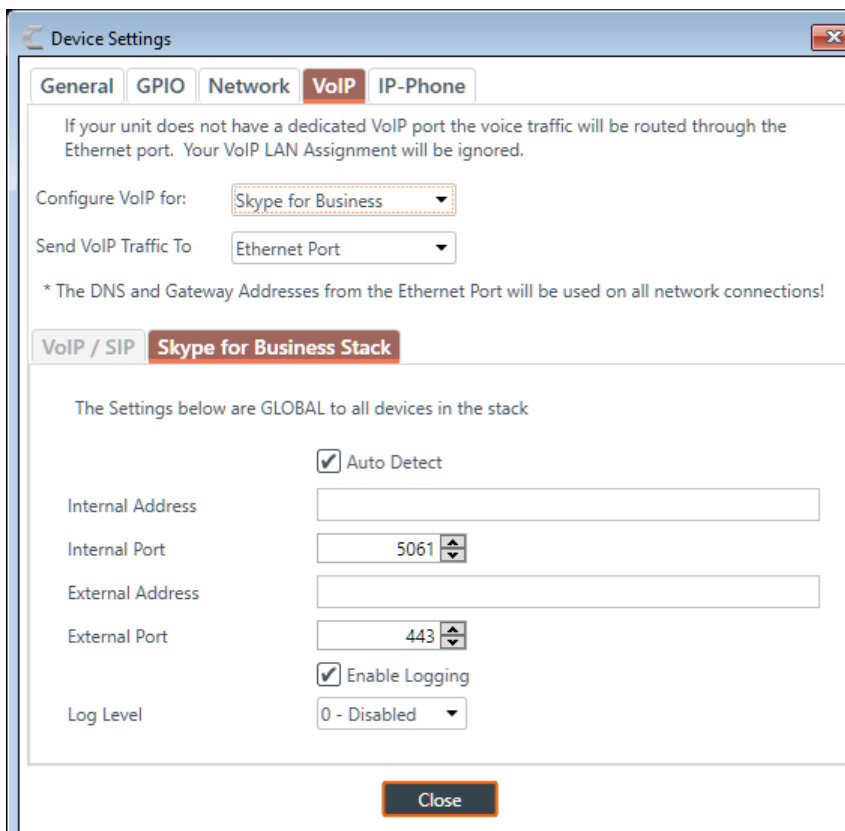 Device Settings
General GPIO Network VoIP IP-Phone
If your unit does not have a dedicated VoIP port the voice traffic will be routed through the
Ethernet port. Your VoIP LAN Assignment will be ignored.
Configure VoIP for: Skype for Business
Send VoIP Traffic To Ethernet Port
* The DNS and Gateway Addresses from the Ethernet Port will be used on all network connections!
VoIP / SIP Skype for Business Stack
The Settings below are GLOBAL to all devices in the stack
Auto Detect
Internal Address
Internal Port 5061
External Address
External Port 443
Enable Logging
Log Level 0 - Disabled
Close